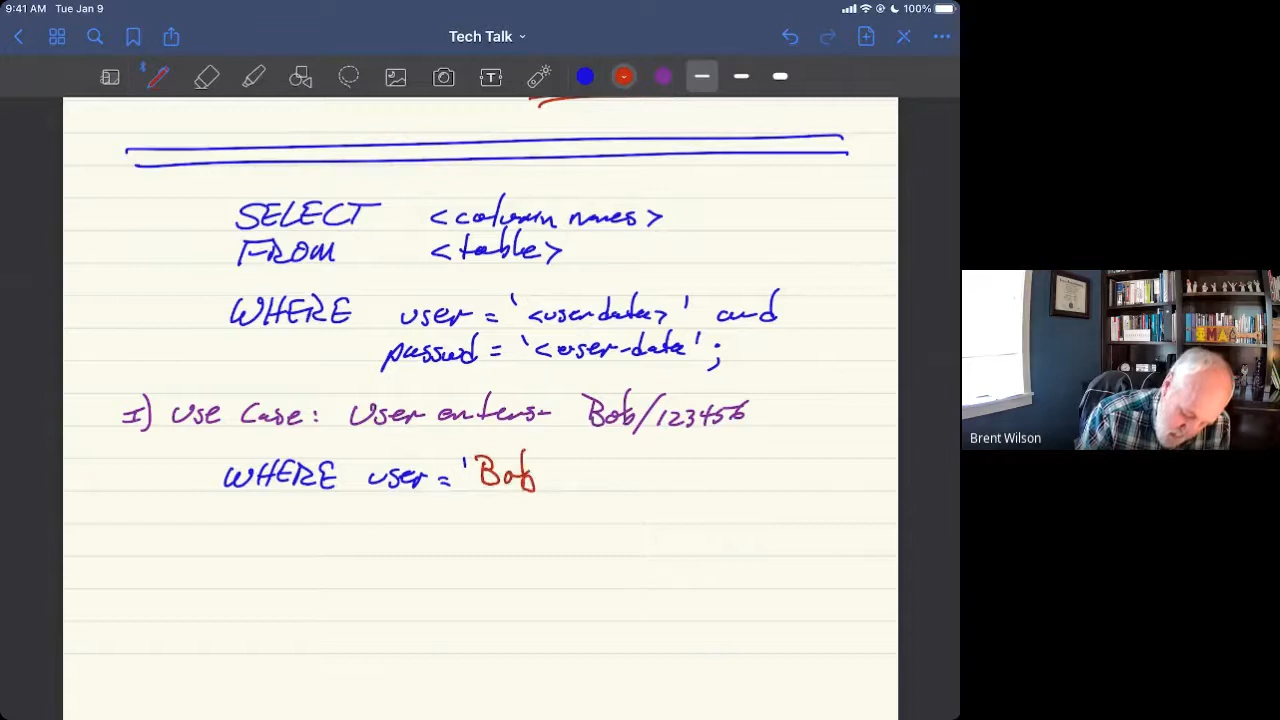 9:41 AM Tue Jan 9
100%
Tech Talk
SELECT <column names>
FROM <table>
WHERE user = '<userdata>' and
passwd = '<user-data';
I) Use Case: User enters- Bob/123456
WHERE user = 'Bob
Brent Wilson